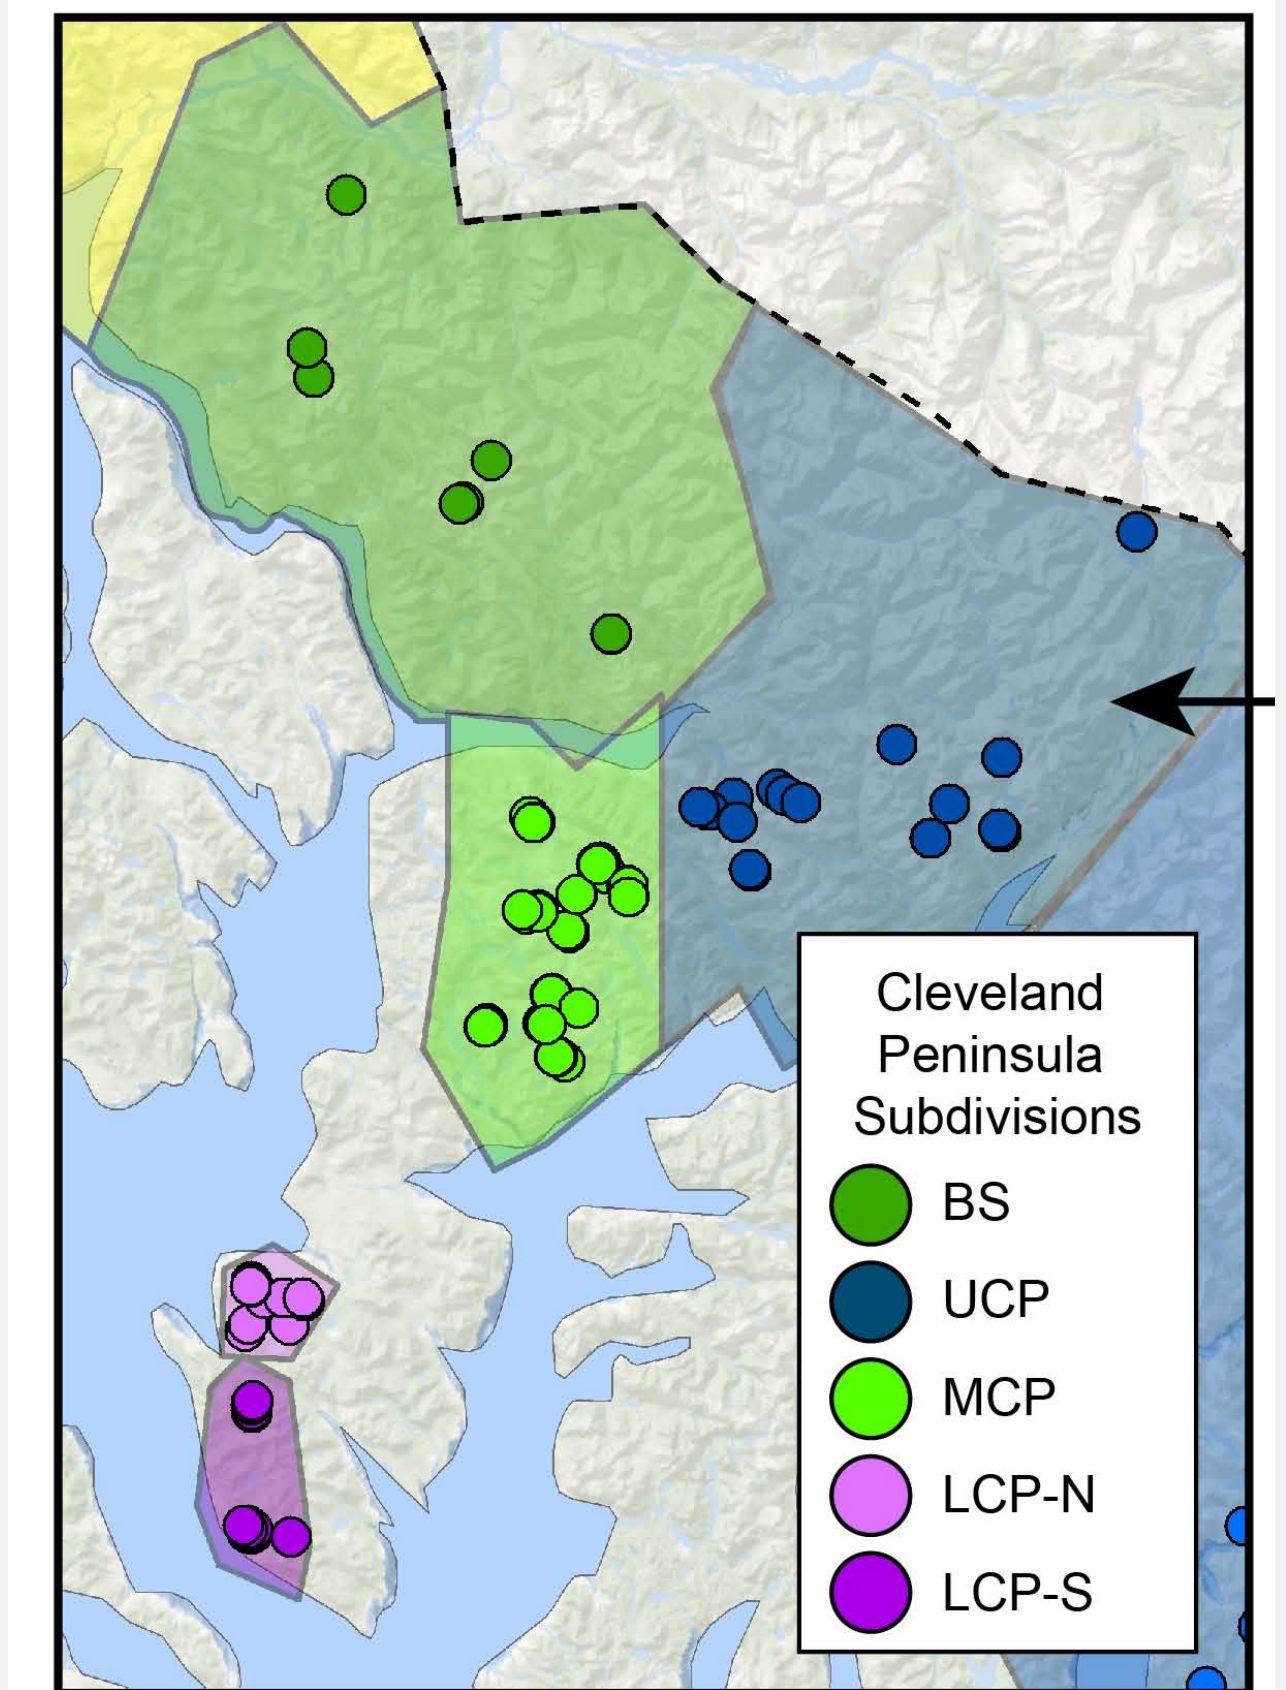 Cleveland
Peninsula
Subdivisions
BS
UCP
MCP
LCP-N
LCP-S